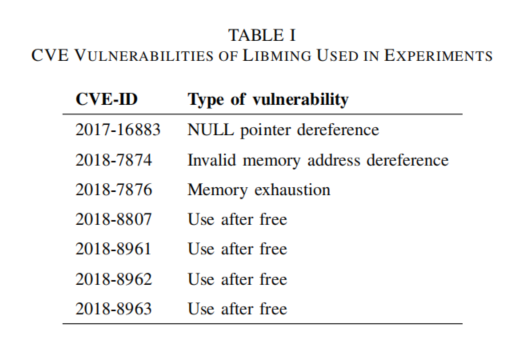 TABLE I
CVE VULNERABILITIES OF LIBMING USED IN EXPERIMENTS
CVE-ID Type of vulnerability
2017-16883 NULL pointer dereference
2018-7874 Invalid memory address dereference
2018-7876 Memory exhaustion
2018-8807 Use after free
2018-8961 Use after free
2018-8962 Use after free
2018-8963 Use after free